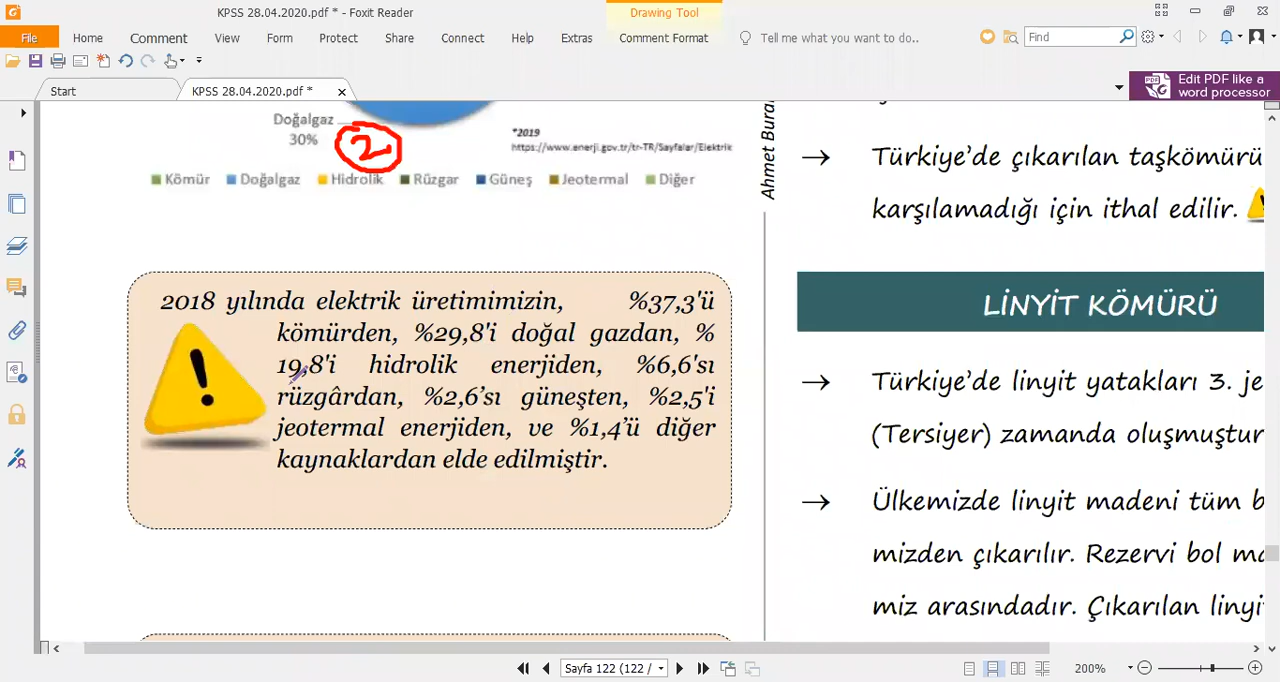 KPSS 28.04.2020.pdf * - Foxit Reader
Drawing Tool
File Home Comment View Form Protect Share Connect Help Extras Comment Format Tell me what you want to do.. Find
Start KPSS 28.04.2020.pdf *
Edit PDF like a
word processor
Doğalgaz
30%
2
*2019
https://www.enerji.gov.tr/tr-TR/Sayfalar/Elektrik
Kömür Doğalgaz Hidrolik Rüzgar Güneş Jeotermal Diğer
Ahmet Bura
2018 yılında elektrik üretimimizin, %37,3'ü
kömürden, %29,8'i doğal gazdan, %
19,8'i hidrolik enerjiden, %6,6'sı
rüzgârdan, %2,6’sı güneşten, %2,5'i
jeotermal enerjiden, ve %1,4’ü diğer
kaynaklardan elde edilmiştir.
→ Türkiye’de çıkarılan taşkömürü
karşılamadığı için ithal edilir.
LİNYİT KÖMÜRÜ
→ Türkiye’de linyit yatakları 3. je
(Tersiyer) zamanda oluşmuştur
→ Ülkemizde linyit madeni tüm b
mizden çıkarılır. Rezervi bol ma
miz arasındadır. Çıkarılan linyi
Sayfa 122 (122 / 200%